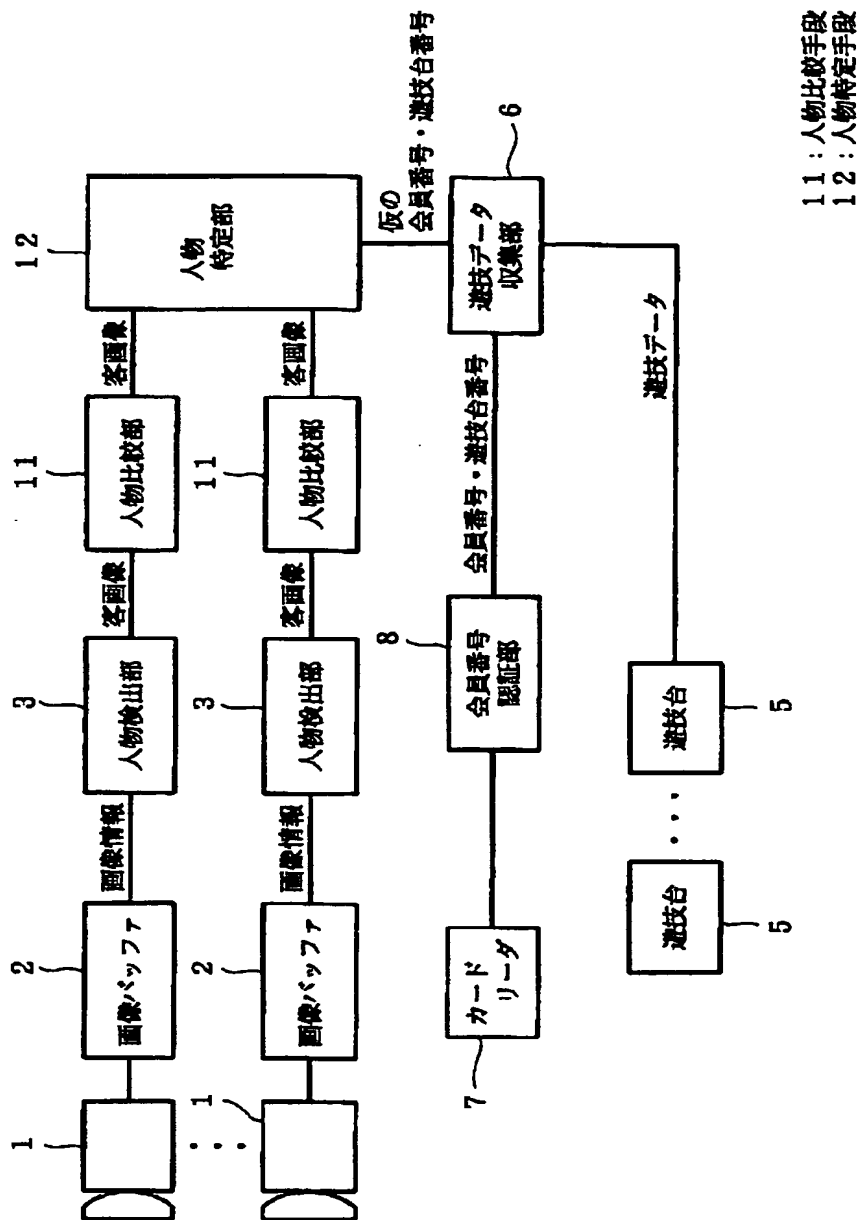 1
画像バッファ
2
画像情報
人物検出部
3
客画像
人物比較部
11
客画像
人物
特定部
12
1
画像バッファ
2
画像情報
人物検出部
3
客画像
人物比較部
11
客画像
仮の
会員番号・遊技台番号
カード
リーダ
7
会員番号
認証部
8
会員番号・遊技台番号
遊技データ
収集部
6
遊技台
5
遊技台
5
遊技データ
11：人物比較手段
12：人物特定手段